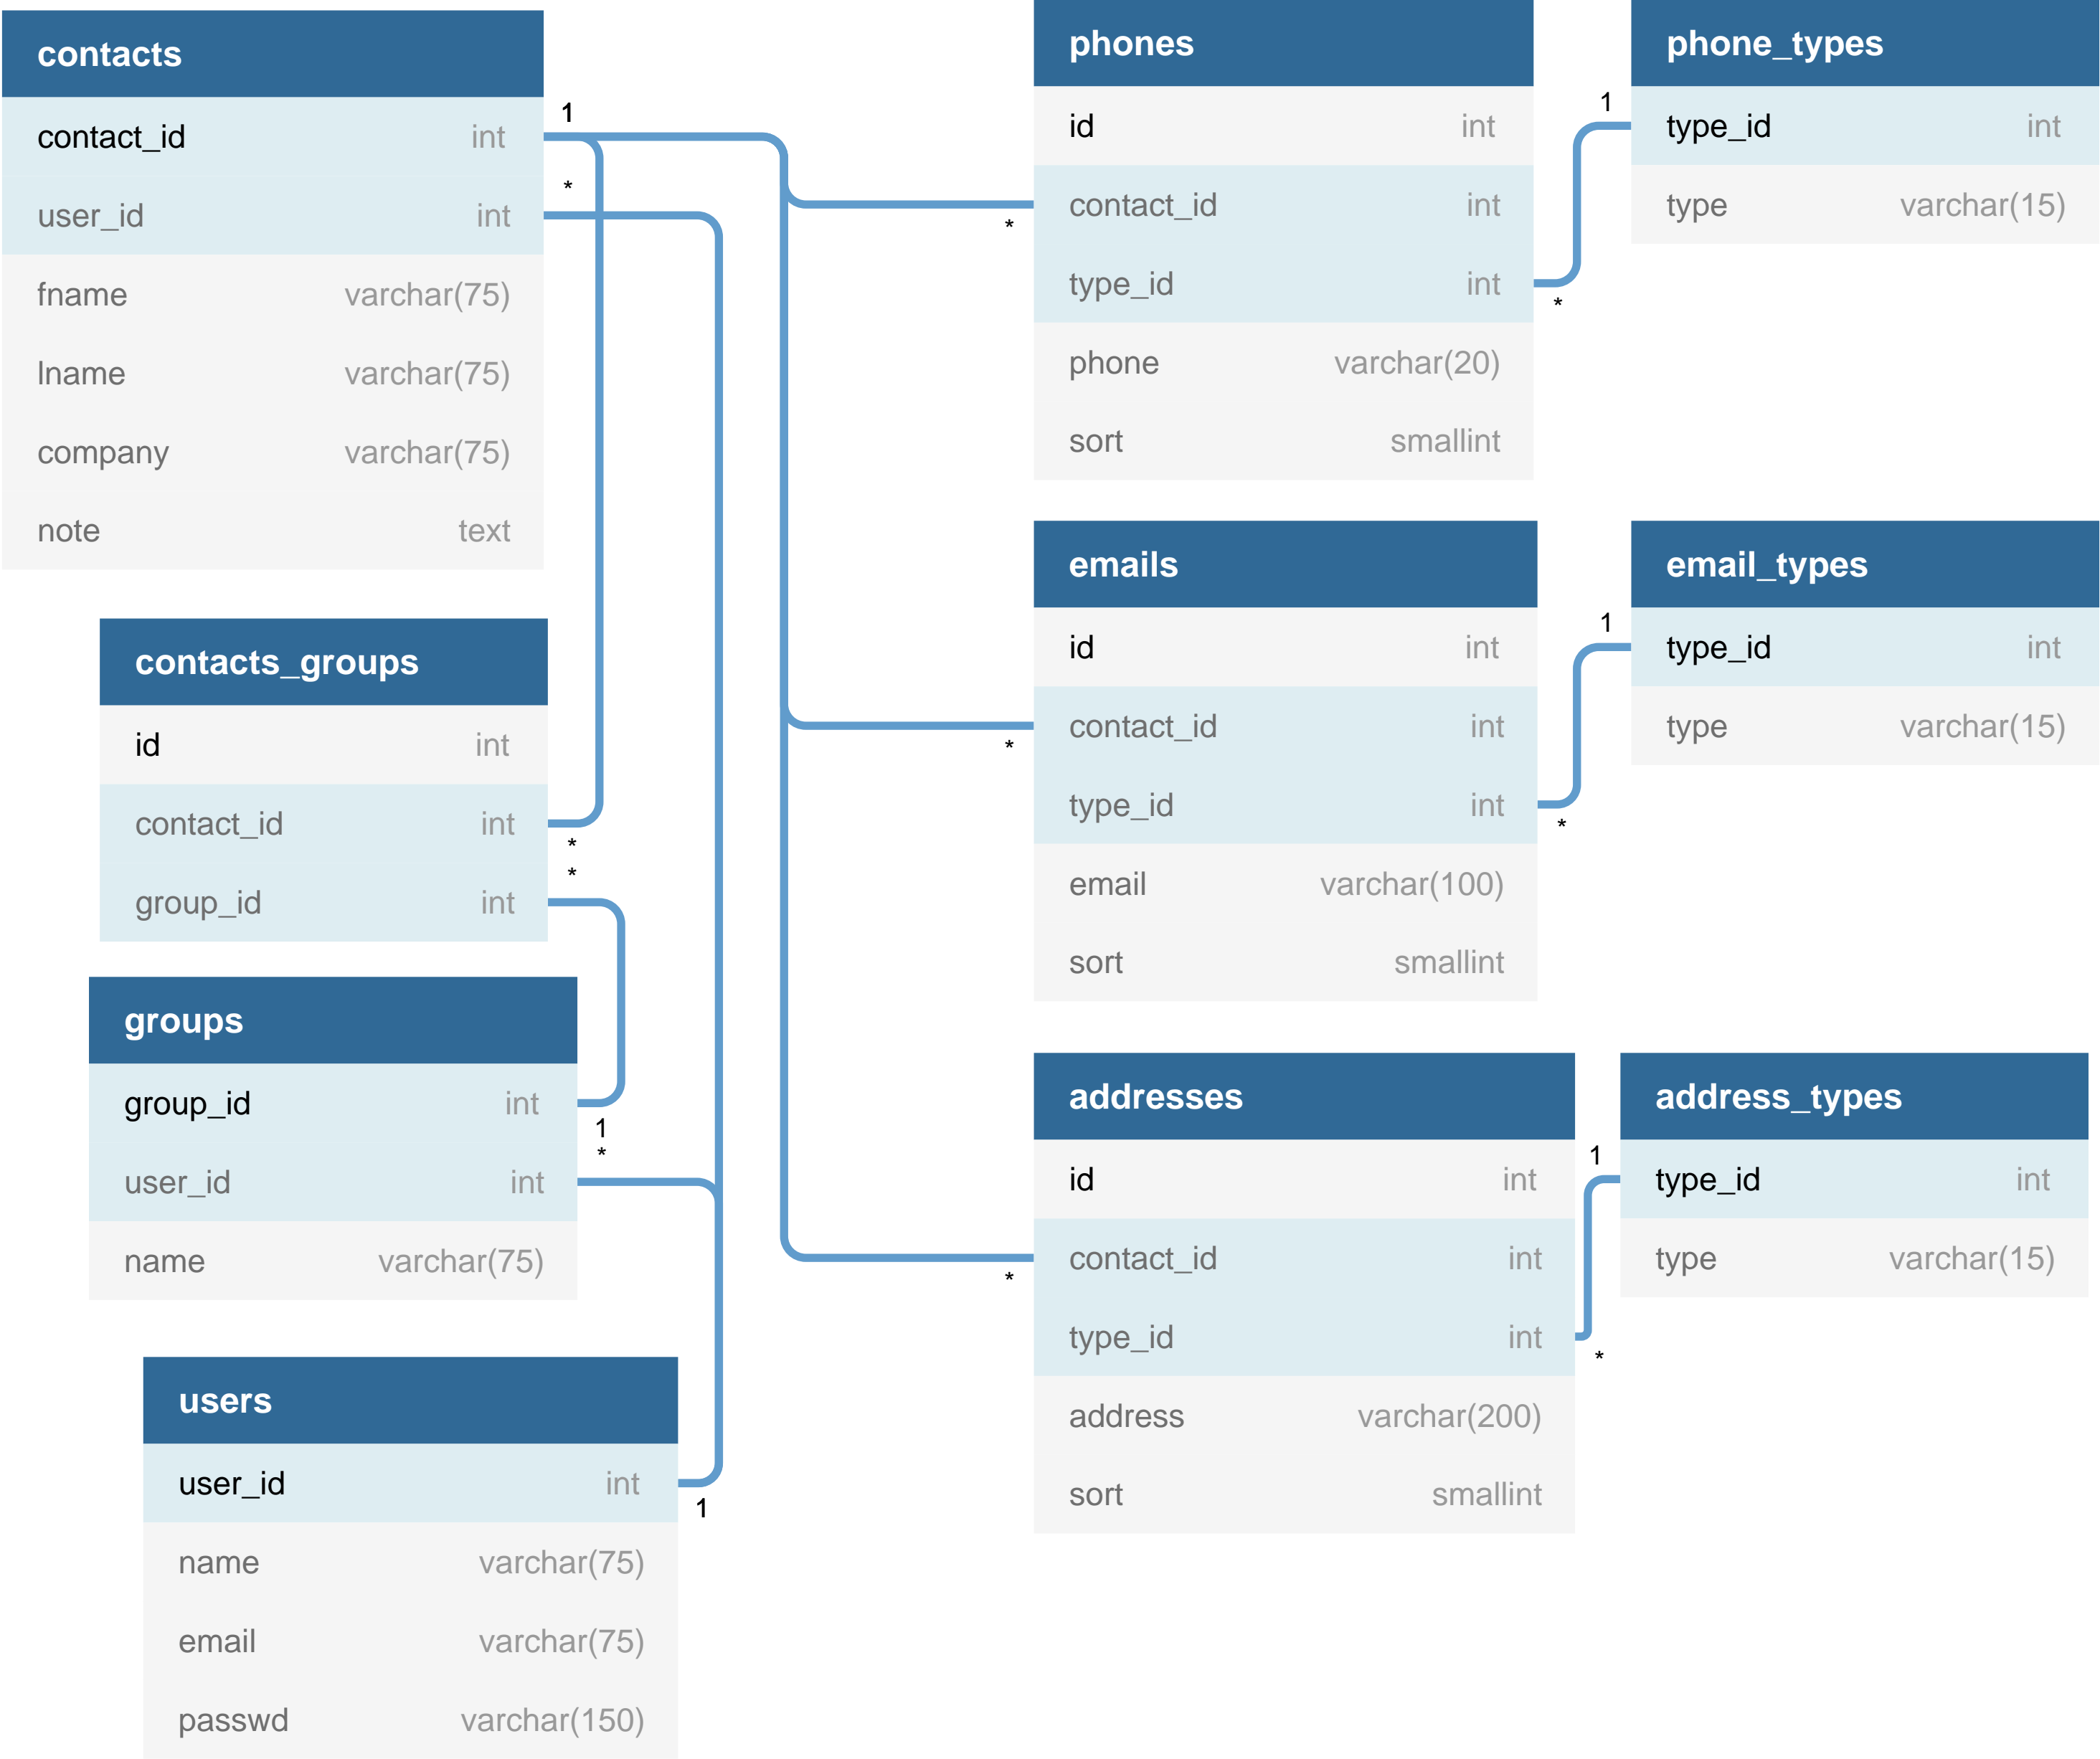 contacts
contact_id int
user_id int
fname varchar(75)
lname varchar(75)
company varchar(75)
note text
1
*
contacts_groups
id int
contact_id int
group_id int
*
*
groups
group_id int
user_id int
name varchar(75)
1
*
users
user_id int
name varchar(75)
email varchar(75)
passwd varchar(150)
1
phones
id int
contact_id int
type_id int
phone varchar(20)
sort smallint
*
*
phone_types
type_id int
type varchar(15)
1
emails
id int
contact_id int
type_id int
email varchar(100)
sort smallint
*
*
email_types
type_id int
type varchar(15)
1
addresses
id int
contact_id int
type_id int
address varchar(200)
sort smallint
*
*
address_types
type_id int
type varchar(15)
1